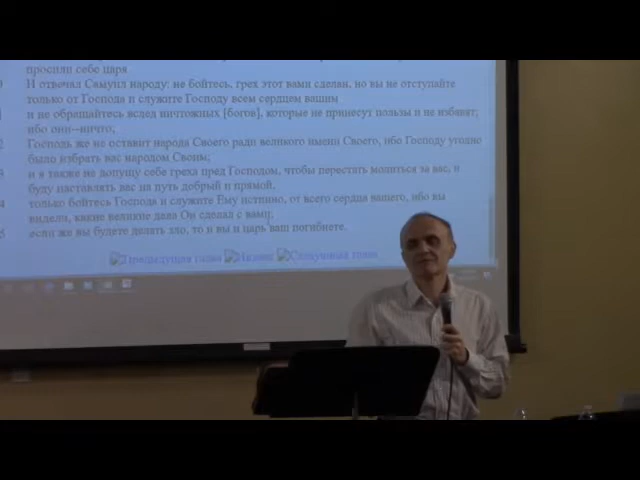 просили себе царя
И отвечал Самуил народу: не бойтесь, грех этот вами сделан, но вы не отступайте
только от Господа и служите Господу всем сердцем вашим
и не обращайтесь вслед ничтожных [богов], которые не принесут пользы и не избавят;
ибо они--ничто;
2 Господь же не оставит народа Своего ради великого имени Своего, ибо Господу угодно
было избрать вас народом Своим;
3 и я также не допущу себе греха пред Господом, чтобы перестать молиться за вас, и
буду наставлять вас на путь добрый и прямой.
4 только бойтесь Господа и служите Ему истинно, от всего сердца вашего, ибо вы
видели, какие великие дела Он сделал с вами;
5 если же вы будете делать зло, то и вы и царь ваш погибнете.
Предыдущая глава Индекс Следующая глава